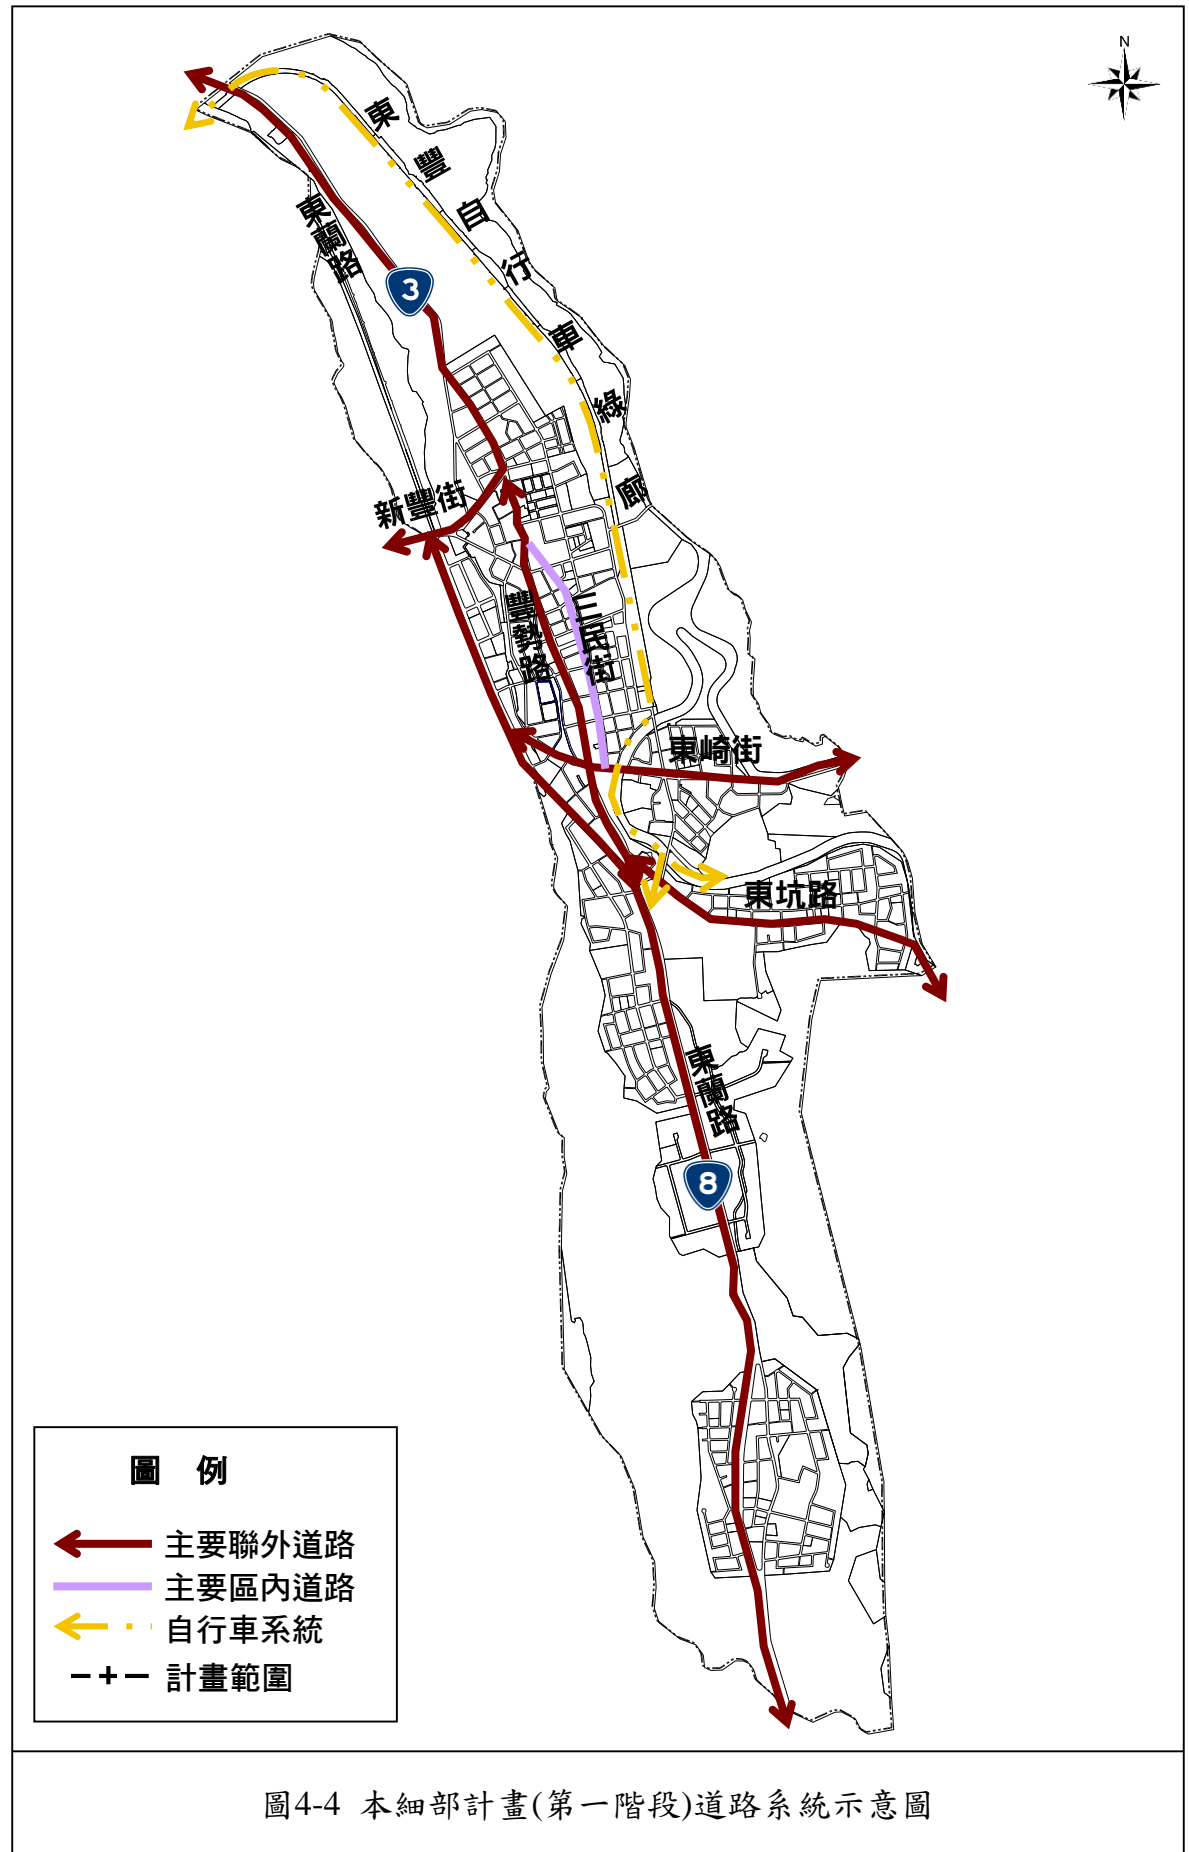 N
東豐自行車綠廊
東蘭路
3
新豐街
豐勢路
三民街
東崎街
東坑路
東蘭路
8
圖 例
主要聯外道路
主要區內道路
自行車系統
計畫範圍
圖4-4 本細部計畫(第一階段)道路系統示意圖